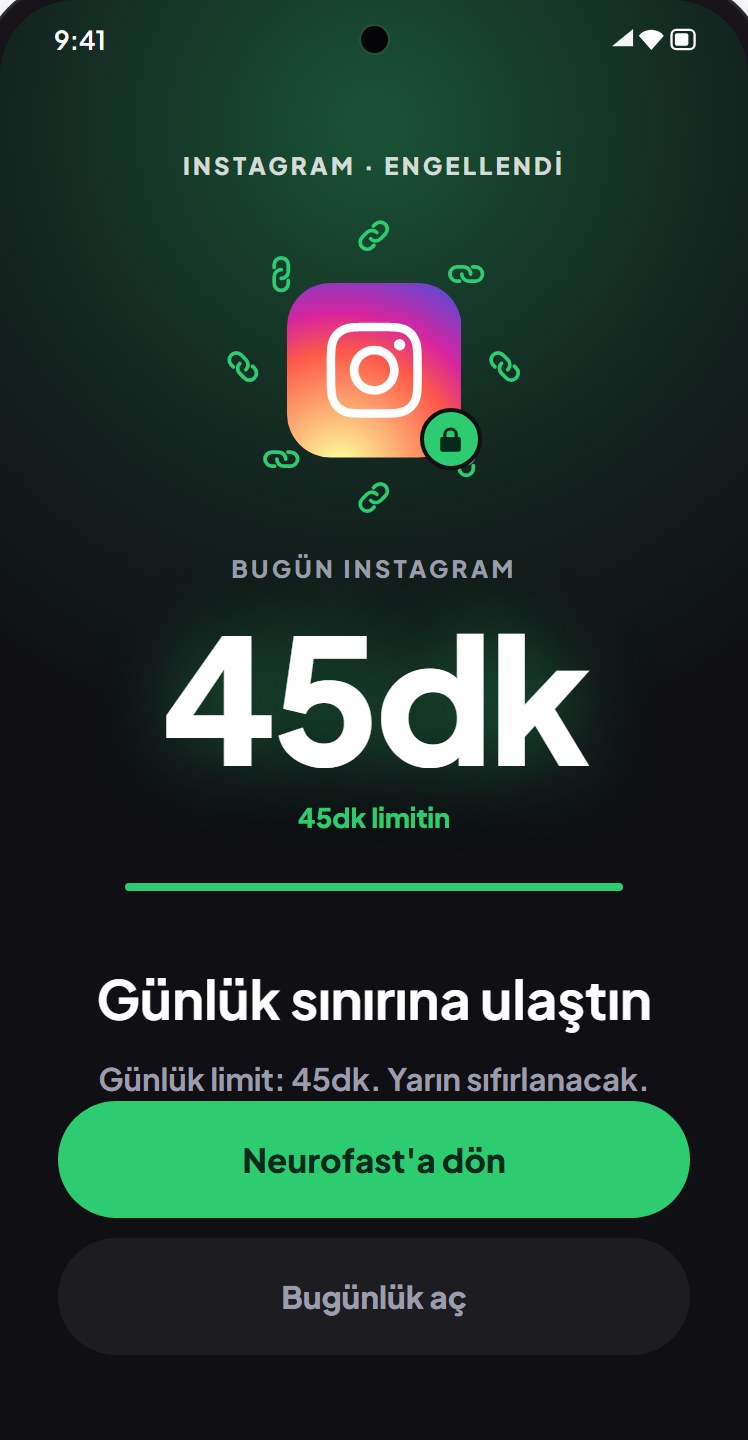 9:41
INSTAGRAM · ENGELLENDİ
BUGÜN INSTAGRAM
45dk
45dk limitin
Günlük sınırına ulaştın
Günlük limit: 45dk. Yarın sıfırlanacak.
Neurofast'a dön
Bugünlük aç